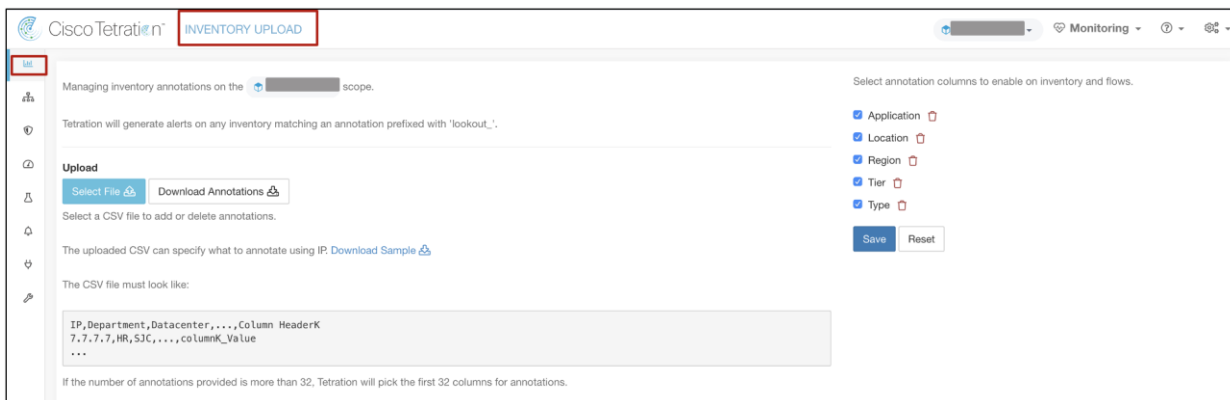 Cisco Tetration™
INVENTORY UPLOAD
Monitoring
Managing inventory annotations on the scope.
Tetration will generate alerts on any inventory matching an annotation prefixed with 'lookout_'.
Upload
Select File
Download Annotations
Select a CSV file to add or delete annotations.
The uploaded CSV can specify what to annotate using IP. Download Sample
The CSV file must look like:
IP,Department,Datacenter,...,Column HeaderK
7.7.7.7,HR,SJC,...,columnK_Value
...
If the number of annotations provided is more than 32, Tetration will pick the first 32 columns for annotations.
Select annotation columns to enable on inventory and flows.
Application
Location
Region
Tier
Type
Save
Reset